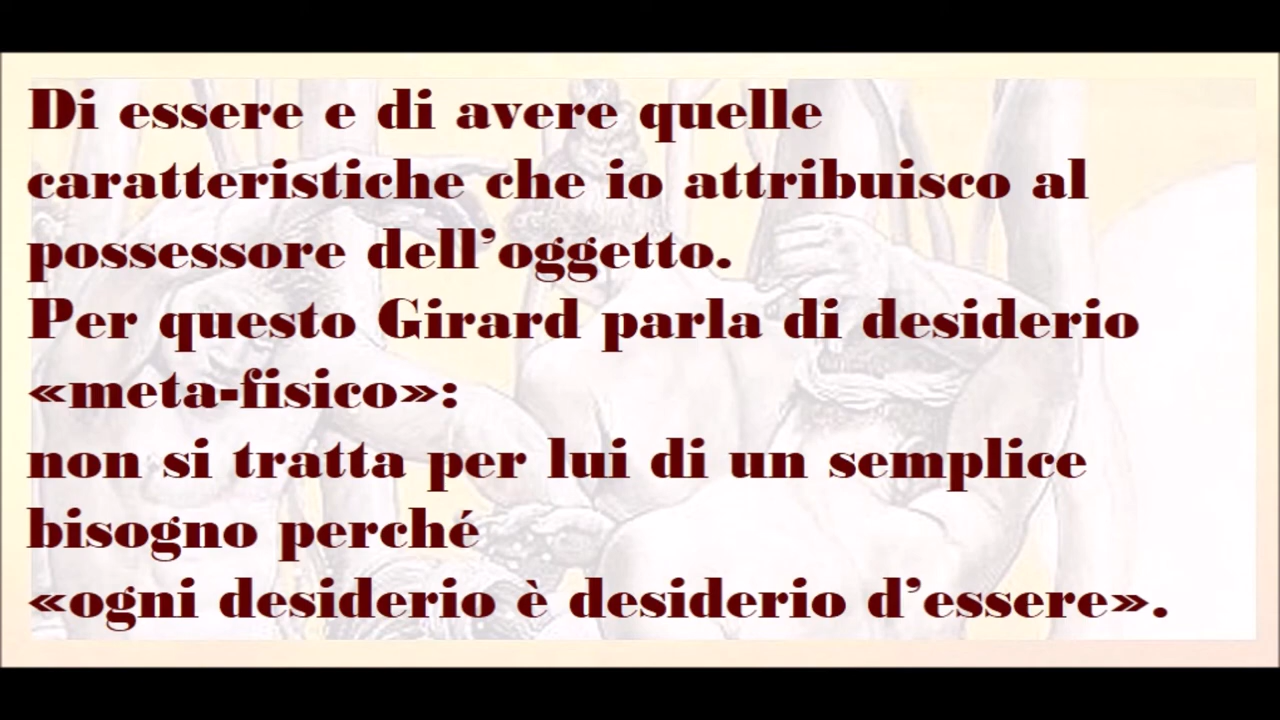 Di essere e di avere quelle
caratteristiche che io attribuisco al
possessore dell’oggetto.
Per questo Girard parla di desiderio
«meta-fisico»:
non si tratta per lui di un semplice
bisogno perché
«ogni desiderio è desiderio d’essere».